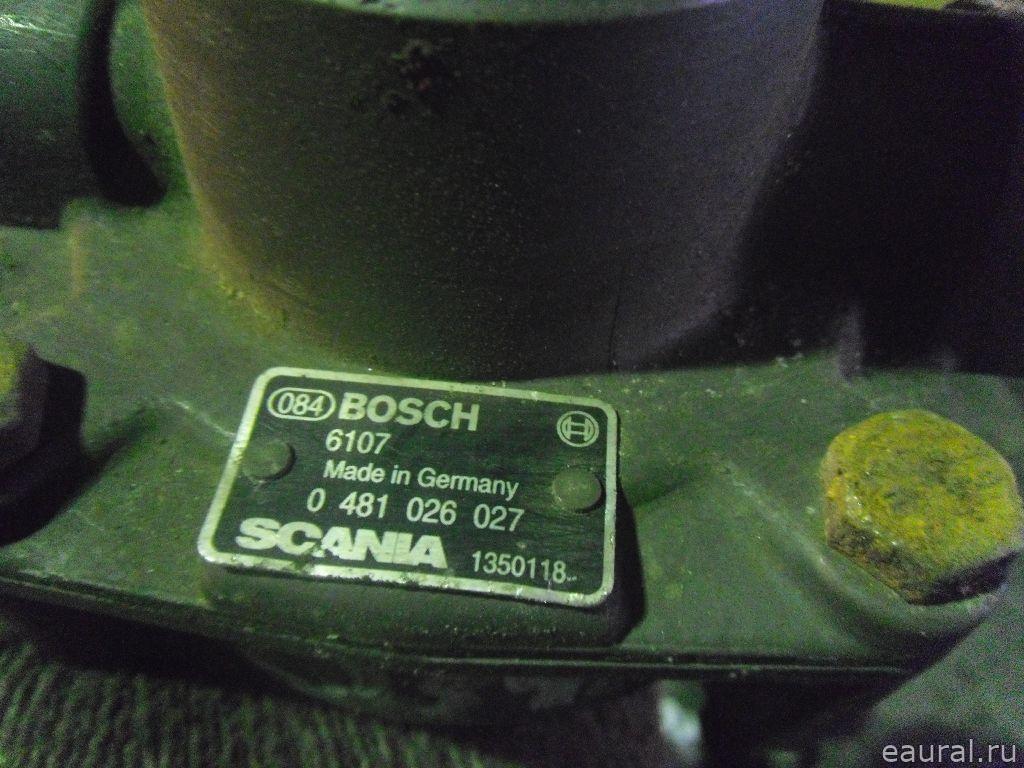 084 BOSCH
6107
Made in Germany
0 481 026 027
SCANIA 1350118
eaural.ru